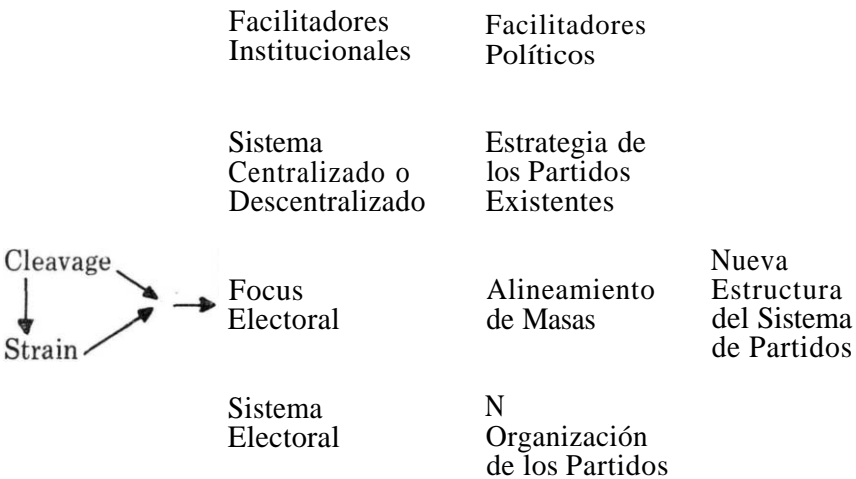 Facilitadores
Institucionales
Facilitadores
Políticos
Sistema
Centralizado o
Descentralizado
Estrategia de
los Partidos
Existentes
Cleavage
Strain
Focus
Electoral
Alineamiento
de Masas
Nueva
Estructura
del Sistema
de Partidos
Sistema
Electoral
N
Organización
de los Partidos